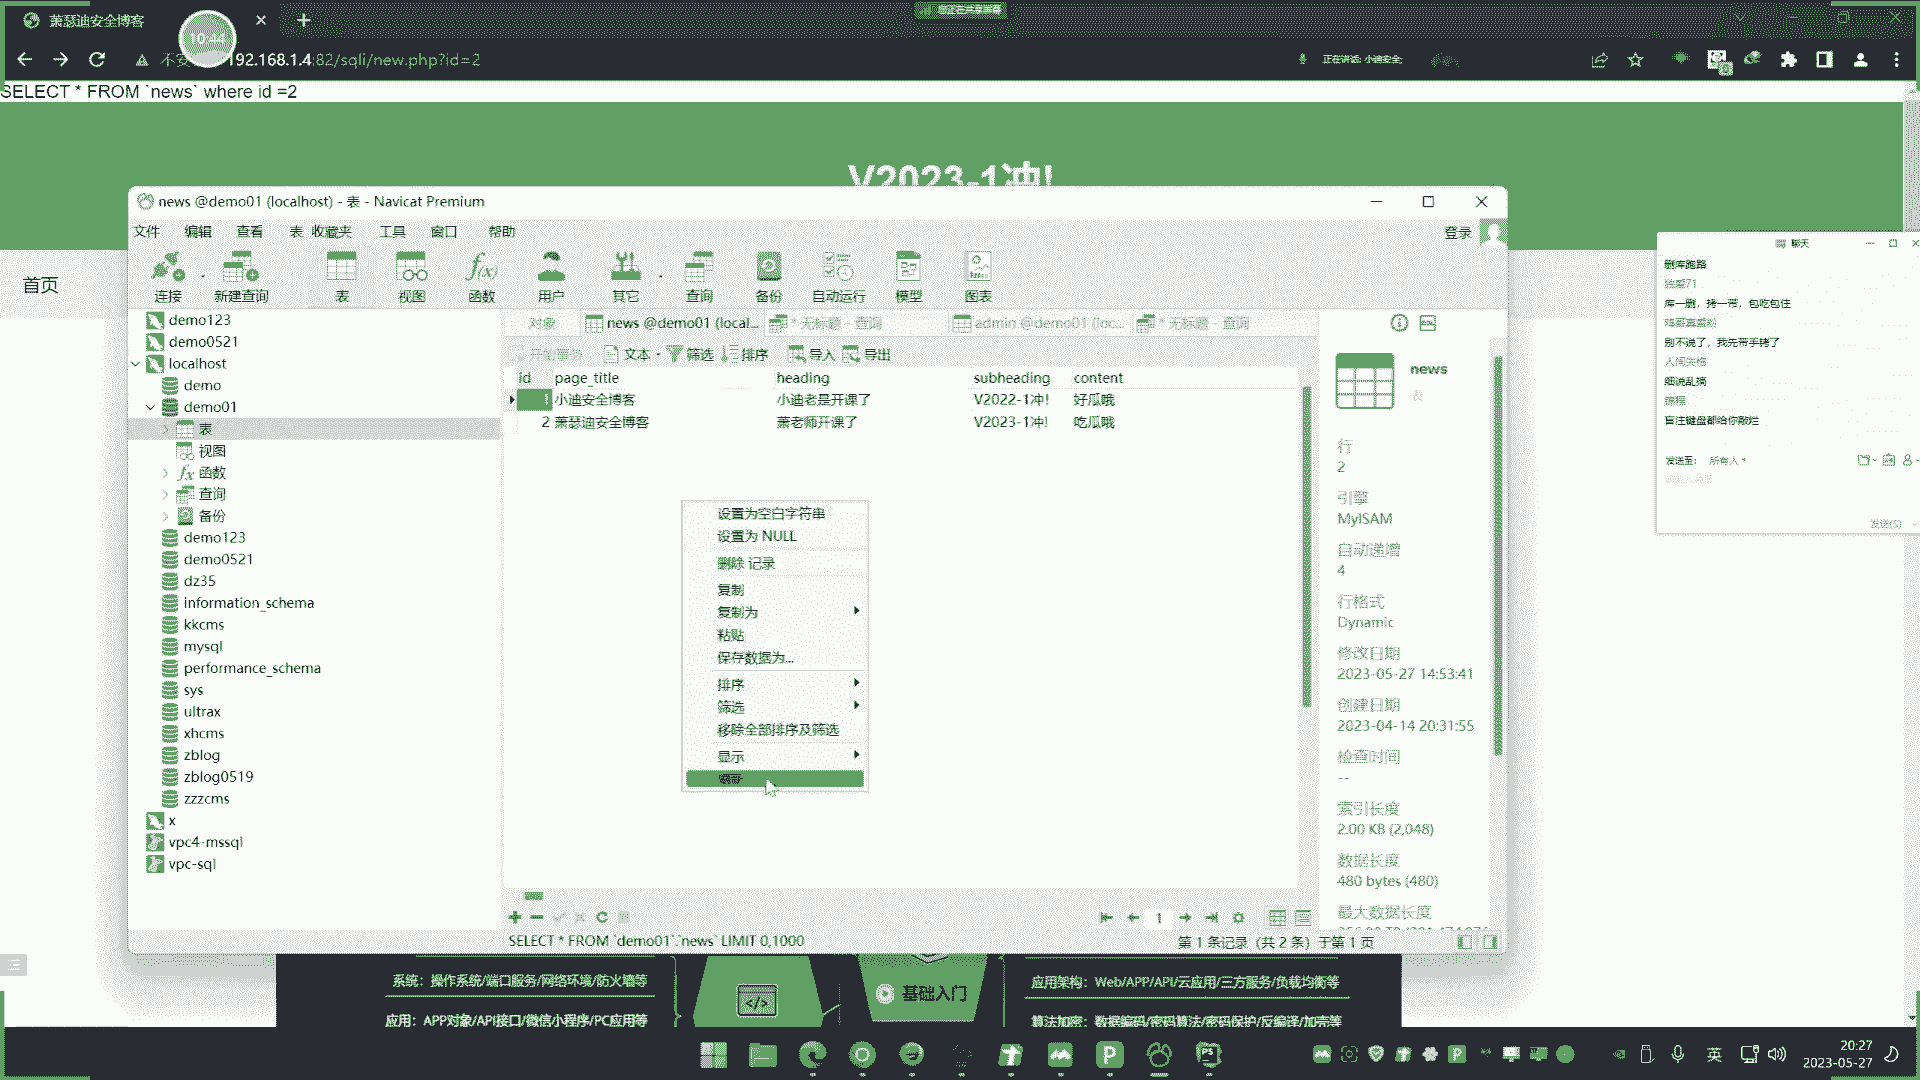 萧瑟迪安全博客
10:44
192.168.1.4:82/sqli/new.php?id=2
正在讲话: 小迪安全;
SELECT * FROM `news` where id =2
V2023-1冲!
首页
news @demo01 (localhost) - 表 - Navicat Premium
文件 编辑 查看 表 收藏夹 工具 窗口 帮助
登录
连接 新建查询 表 视图 函数 用户 其它 查询 备份 自动运行 模型 图表
对象 news @demo01 (local... * 无标题 - 查询 admin @demo01 (loc... * 无标题 - 查询
开始事务 文本 筛选 排序 导入 导出
demo123
demo0521
localhost
demo
demo01
表
视图
函数
查询
备份
demo123
demo0521
dz35
information_schema
kkcms
mysql
performance_schema
sys
ultrax
xhcms
zblog
zblog0519
zzzcms
x
vpc4-mssql
vpc-sql
id page_title heading subheading content
1 小迪安全博客 小迪老是开课了 V2022-1冲! 好瓜哦
2 萧瑟迪安全博客 萧老师开课了 V2023-1冲! 吃瓜哦
设置为空白字符串
设置为 NULL
删除 记录
复制
复制为
粘贴
保存数据为...
排序
筛选
移除全部排序及筛选
显示
news
表
行
2
引擎
MyISAM
自动递增
4
行格式
Dynamic
修改日期
2023-05-27 14:53:41
创建日期
2023-04-14 20:31:55
检查时间
--
索引长度
2.00 KB (2,048)
数据长度
480 bytes (480)
最大数据长度
1
SELECT * FROM `demo01`.`news` LIMIT 0,1000
第 1 条记录 (共 2 条) 于第 1 页
聊天
删库跑路
独爱71
库一删，拷一带，包吃包住
鸡哥真爱粉
别不说了，我先带手铐了
人间失格
细说乱搞
锦程
盲注键盘都给你敲烂
发送至: 所有人
发送(S)
系统：操作系统/端口服务/网络环境/防火墙等
应用：APP对象/API接口/微信小程序/PC应用等
基础入门
应用架构：Web/APP/API/云应用/三方服务/负载均衡等
算法加密：数据编码/密码算法/密码保护/反编译/加壳等
英
20:27
2023-05-27